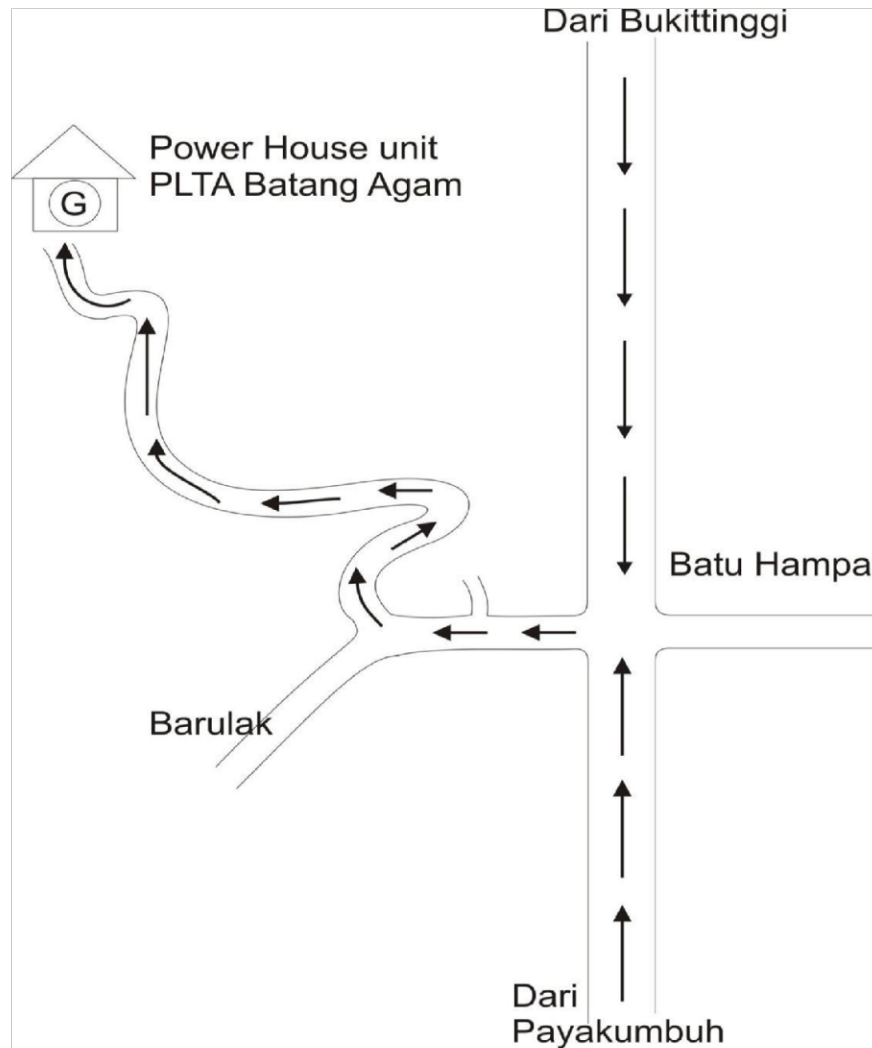 Dari Bukittinggi
Power House unit
PLTA Batang Agam
G
Batu Hampa
Barulak
Dari
Payakumbuh